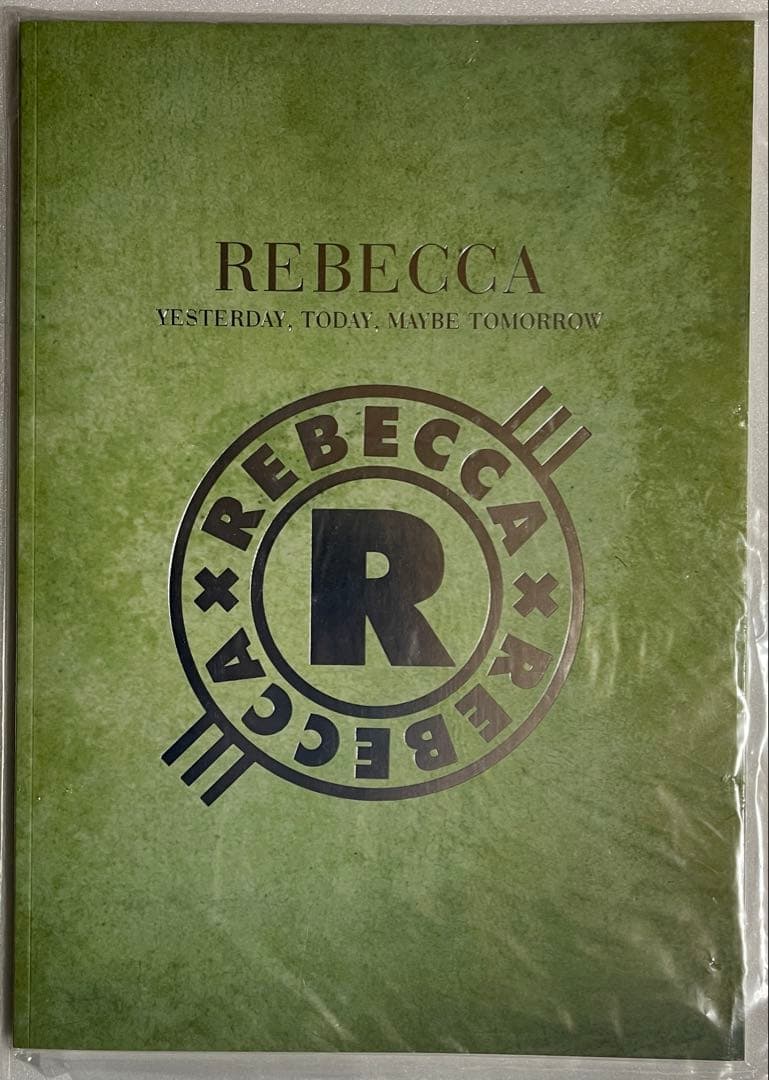 REBECCA
YESTERDAY, TODAY, MAYBE TOMORROW
REBECCA × REBECCA ×
R